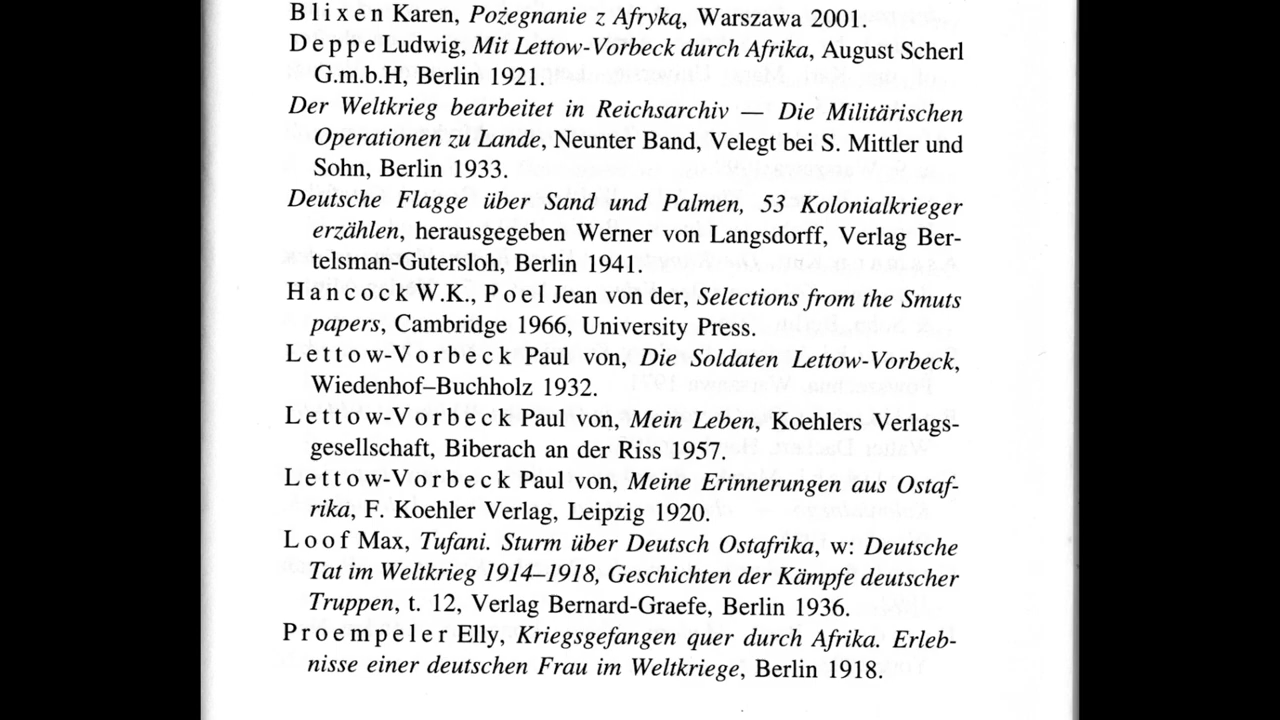 Blixen Karen, Pożegnanie z Afryką, Warszawa 2001.
Deppe Ludwig, Mit Lettow-Vorbeck durch Afrika, August Scherl
G.m.b.H, Berlin 1921.
Der Weltkrieg bearbeitet in Reichsarchiv — Die Militärischen
Operationen zu Lande, Neunter Band, Velegt bei S. Mittler und
Sohn, Berlin 1933.
Deutsche Flagge über Sand und Palmen, 53 Kolonialkrieger
erzählen, herausgegeben Werner von Langsdorff, Verlag Ber-
telsman-Gutersloh, Berlin 1941.
Hancock W.K., Poel Jean von der, Selections from the Smuts
papers, Cambridge 1966, University Press.
Lettow-Vorbeck Paul von, Die Soldaten Lettow-Vorbeck,
Wiedenhof–Buchholz 1932.
Lettow-Vorbeck Paul von, Mein Leben, Koehlers Verlags-
gesellschaft, Biberach an der Riss 1957.
Lettow-Vorbeck Paul von, Meine Erinnerungen aus Ostaf-
rika, F. Koehler Verlag, Leipzig 1920.
Loof Max, Tufani. Sturm über Deutsch Ostafrika, w: Deutsche
Tat im Weltkrieg 1914–1918, Geschichten der Kämpfe deutscher
Truppen, t. 12, Verlag Bernard-Graefe, Berlin 1936.
Proempeler Elly, Kriegsgefangen quer durch Afrika. Erleb-
nisse einer deutschen Frau im Weltkriege, Berlin 1918.